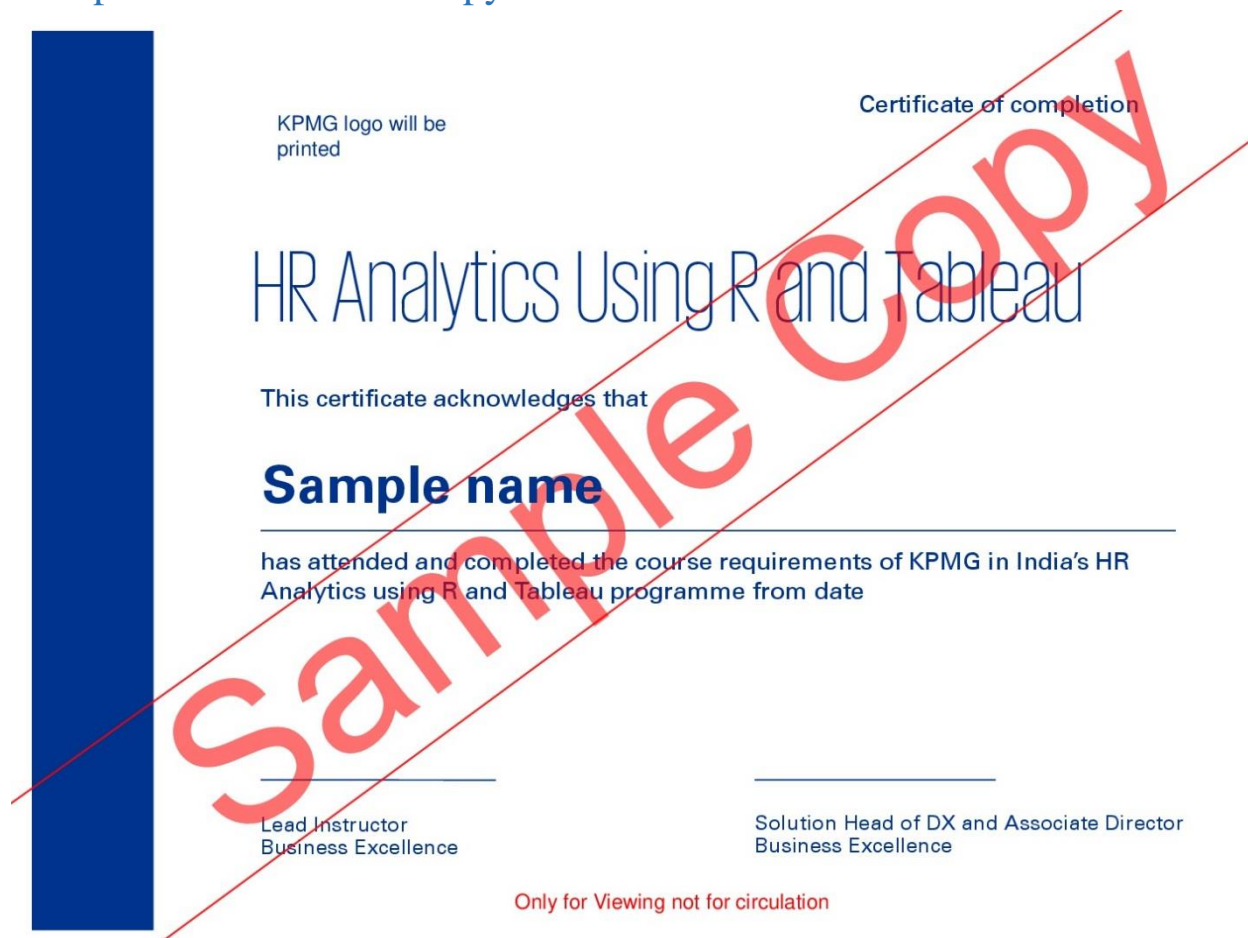 KPMG logo will be
printed
Certificate of completion
HR Analytics Using R and Tableau
This certificate acknowledges that
Sample name
has attended and completed the course requirements of KPMG in India's HR
Analytics using R and Tableau programme from date
Sample Copy
Lead Instructor
Business Excellence
Solution Head of DX and Associate Director
Business Excellence
Only for Viewing not for circulation